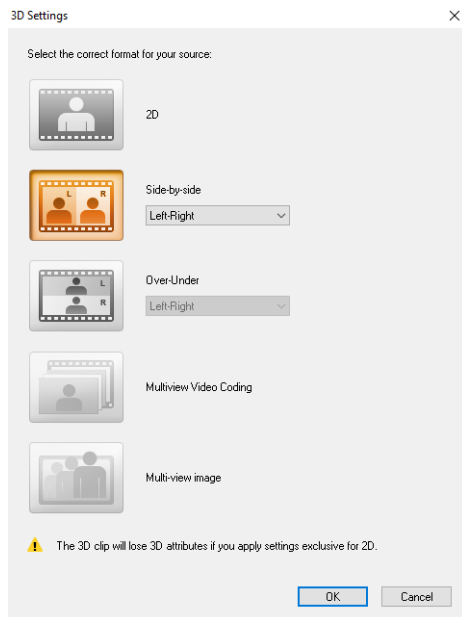 3D Settings
Select the correct format for your source:
2D
L R
Side-by-side
Left-Right
L
R
Over-Under
Left-Right
Multiview Video Coding
Multi-view image
The 3D clip will lose 3D attributes if you apply settings exclusive for 2D.
OK Cancel